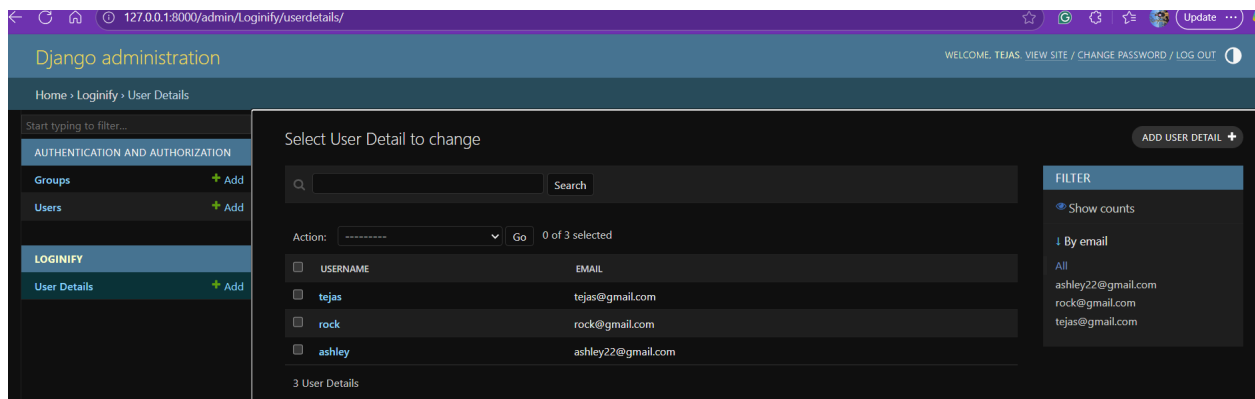 127.0.0.1:8000/admin/Loginify/userdetails/
Update
Django administration
WELCOME, TEJAS. VIEW SITE / CHANGE PASSWORD / LOG OUT
Home › Loginify › User Details
Start typing to filter...
AUTHENTICATION AND AUTHORIZATION
Groups + Add
Users + Add
LOGINIFY
User Details + Add
Select User Detail to change
ADD USER DETAIL +
Search
Action: --------- Go 0 of 3 selected
USERNAME EMAIL
tejas tejas@gmail.com
rock rock@gmail.com
ashley ashley22@gmail.com
3 User Details
FILTER
Show counts
↓ By email
All
ashley22@gmail.com
rock@gmail.com
tejas@gmail.com